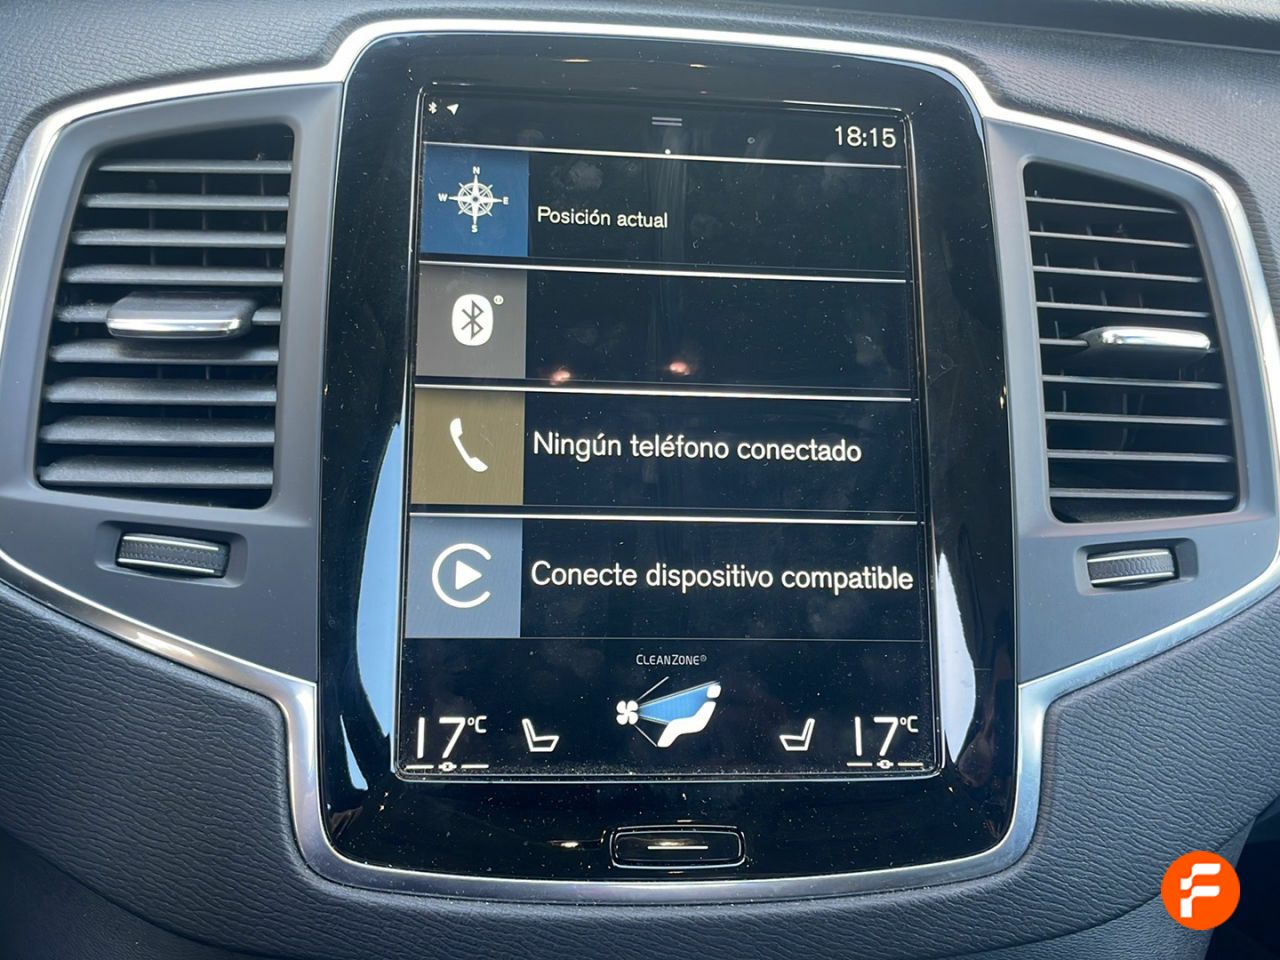 18:15
N
W E
S
Posición actual
Ningún teléfono conectado
Conecte dispositivo compatible
CLEANZONE®
17°C
17°C